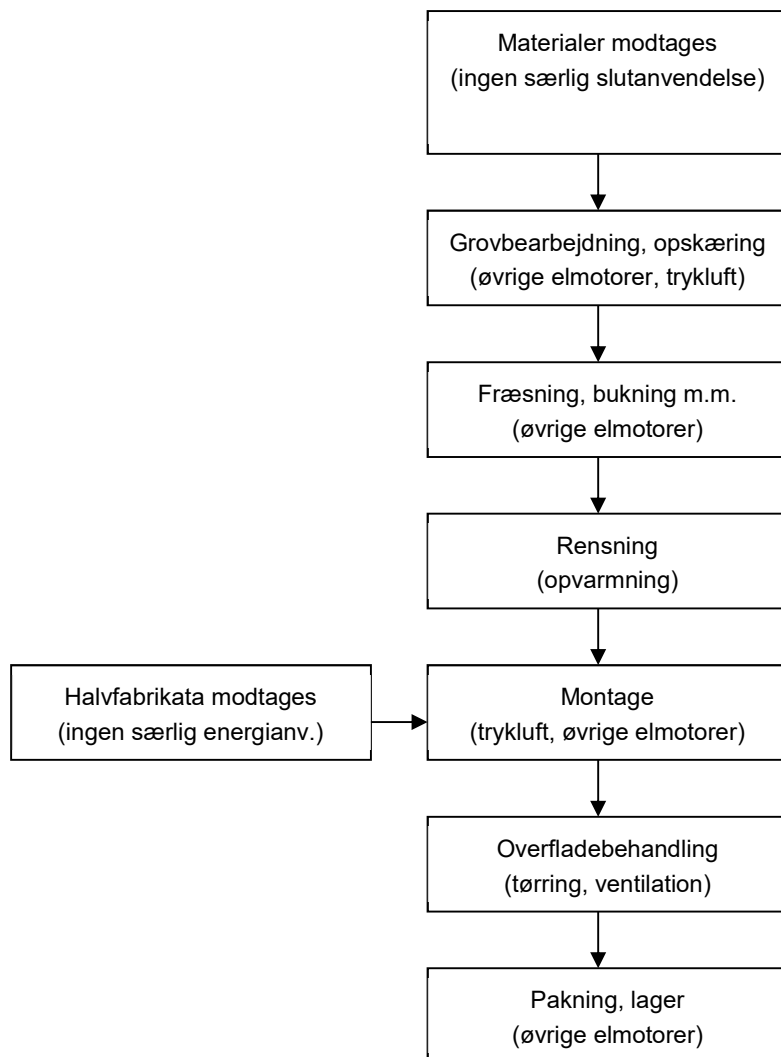 Materialer modtages
(ingen særlig slutanvendelse)
Grovbearbejdning, opskæring
(øvrige elmotorer, trykluft)
Fræsning, bukning m.m.
(øvrige elmotorer)
Rensning
(opvarmning)
Halvfabrikata modtages
(ingen særlig energianv.)
Montage
(trykluft, øvrige elmotorer)
Overfladebehandling
(tørring, ventilation)
Pakning, lager
(øvrige elmotorer)